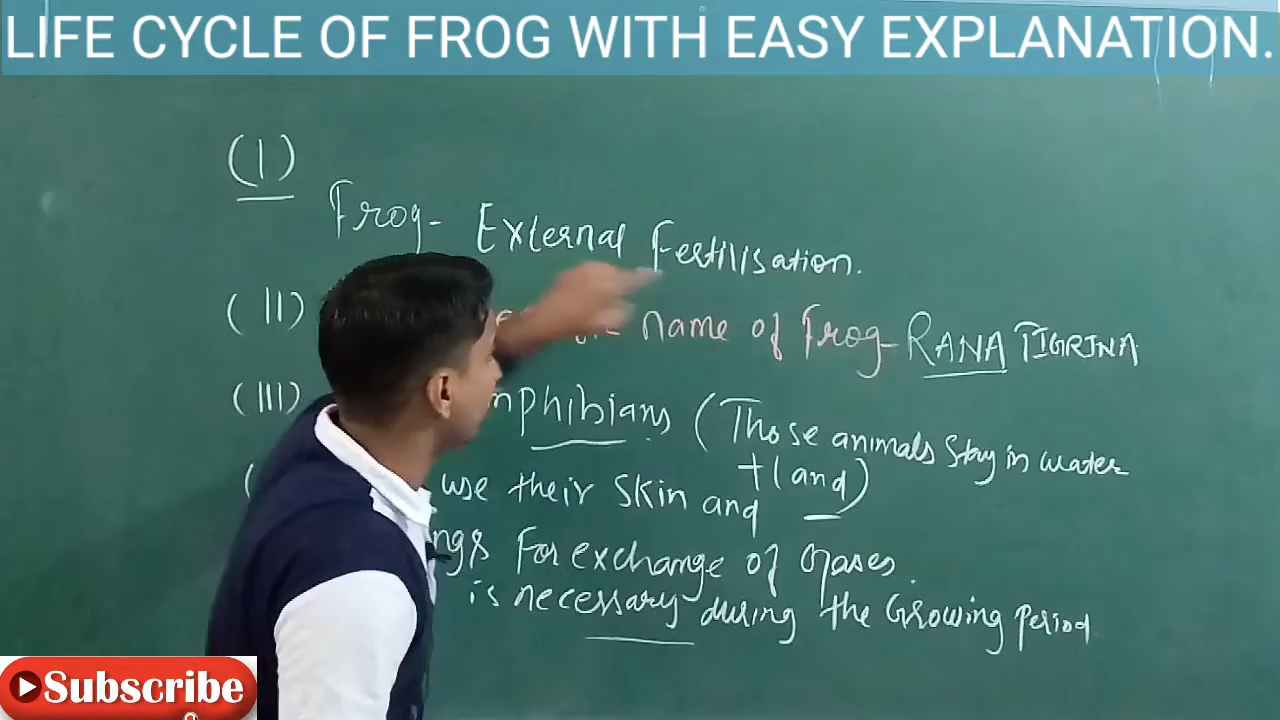 LIFE CYCLE OF FROG WITH EASY EXPLANATION.
(I)
Frog- External Fertilisation.
(II) name of Frog- RANA TIGRINA
(III) mphibians (Those animals stay in water
+land)
use their skin and
ngs For exchange of Gases.
is necessary during the Growing period
Subscribe